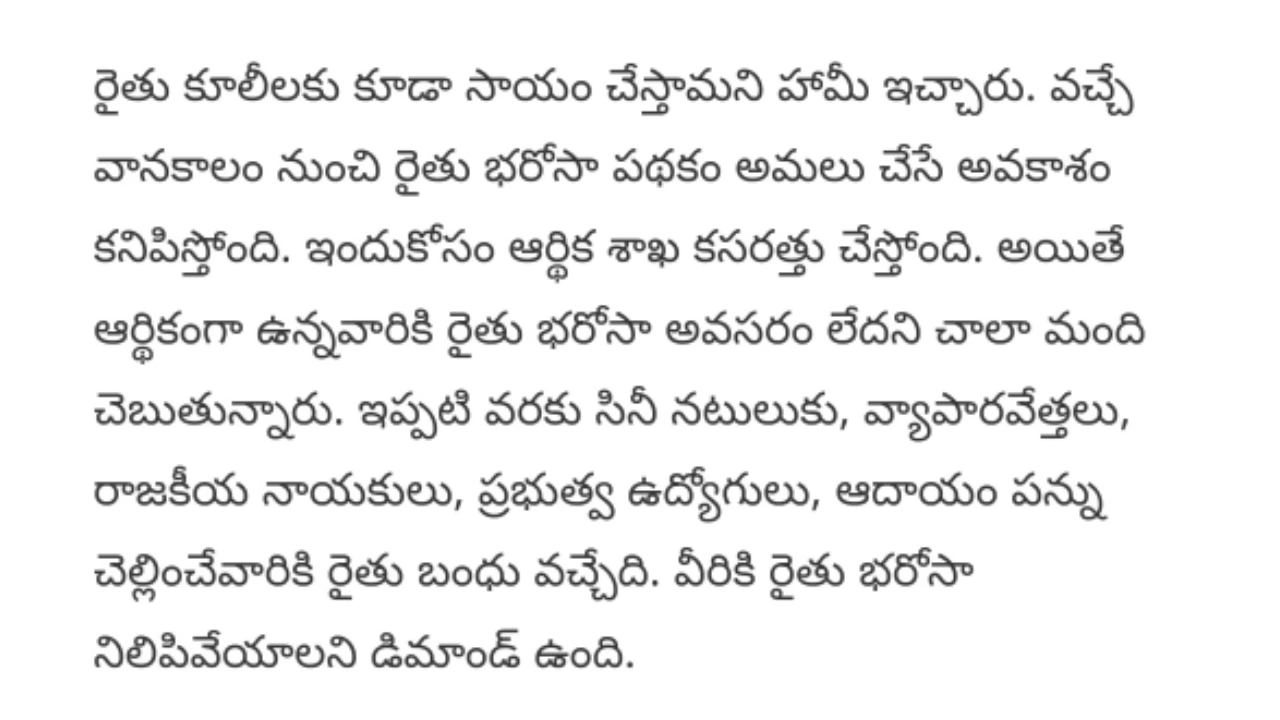 రైతు కూలీలకు కూడా సాయం చేస్తామని హామీ ఇచ్చారు. వచ్చే
వానకాలం నుంచి రైతు భరోసా పథకం అమలు చేసే అవకాశం
కనిపిస్తోంది. ఇందుకోసం ఆర్థిక శాఖ కసరత్తు చేస్తోంది. అయితే
ఆర్థికంగా ఉన్నవారికి రైతు భరోసా అవసరం లేదని చాలా మంది
చెబుతున్నారు. ఇప్పటి వరకు సినీ నటులుకు, వ్యాపారవేత్తలు,
రాజకీయ నాయకులు, ప్రభుత్వ ఉద్యోగులు, ఆదాయం పన్ను
చెల్లించేవారికి రైతు బంధు వచ్చేది. వీరికి రైతు భరోసా
నిలిపివేయాలని డిమాండ్ ఉంది.